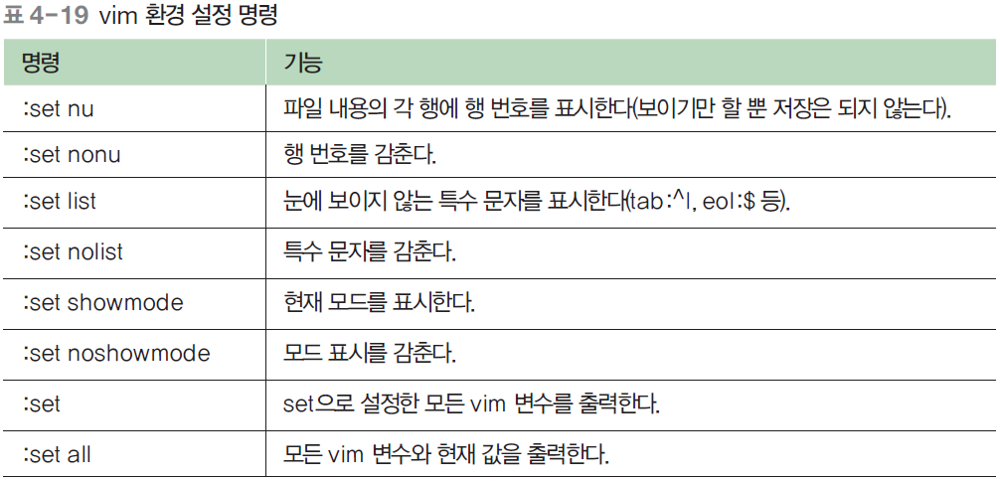 표 4-19 vim 환경 설정 명령
명령 기능
:set nu 파일 내용의 각 행에 행 번호를 표시한다(보이기만 할 뿐 저장은 되지 않는다).
:set nonu 행 번호를 감춘다.
:set list 눈에 보이지 않는 특수 문자를 표시한다(tab:^I, eol:$ 등).
:set nolist 특수 문자를 감춘다.
:set showmode 현재 모드를 표시한다.
:set noshowmode 모드 표시를 감춘다.
:set set으로 설정한 모든 vim 변수를 출력한다.
:set all 모든 vim 변수와 현재 값을 출력한다.